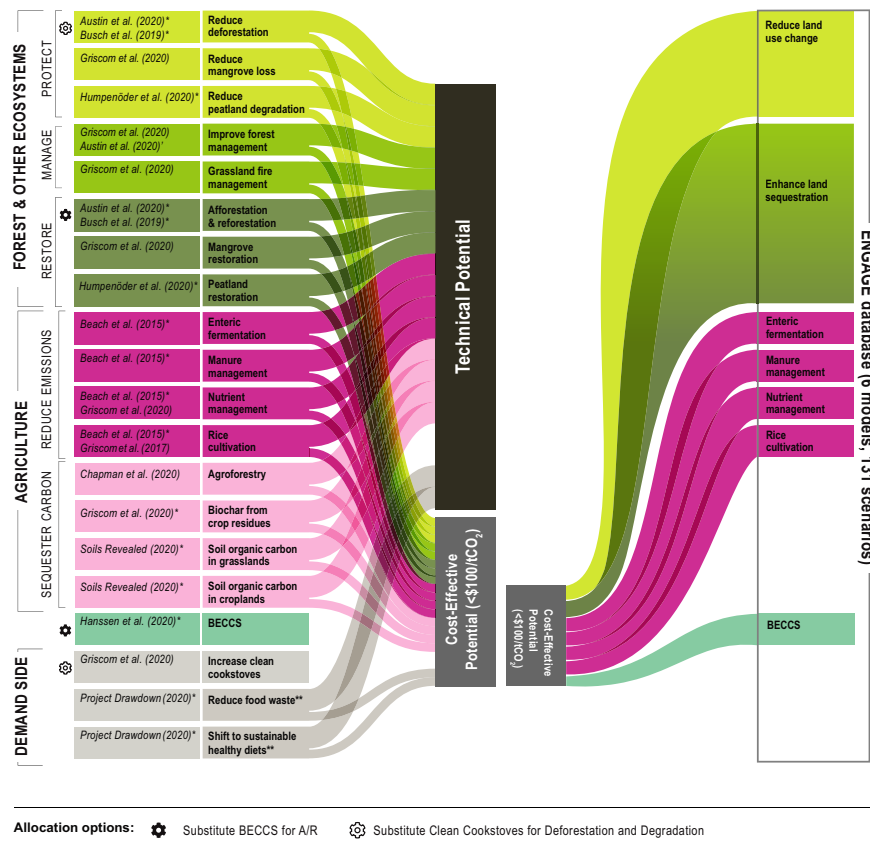 FOREST & OTHER ECOSYSTEMS
PROTECT
Austin et al. (2020)*
Busch et al. (2019)*
Reduce
deforestation
Griscom et al. (2020)
Reduce
mangrove loss
Humpenöder et al. (2020)*
Reduce
peatland degradation
MANAGE
Griscom et al. (2020)
Austin et al. (2020)'
Improve forest
management
Griscom et al. (2020)
Grassland fire
management
RESTORE
Austin et al. (2020)*
Busch et al. (2019)*
Afforestation
& reforestation
Griscom et al. (2020)
Mangrove
restoration
Humpenöder et al. (2020)*
Peatland
restoration
AGRICULTURE
REDUCE EMISSIONS
Beach et al. (2015)*
Enteric
fermentation
Beach et al. (2015)*
Manure
management
Beach et al. (2015)*
Griscom et al. (2020)
Nutrient
management
Beach et al. (2015)*
Griscom et al. (2017)
Rice
cultivation
SEQUESTER CARBON
Chapman et al. (2020)
Agroforestry
Griscom et al. (2020)*
Biochar from
crop residues
Soils Revealed (2020)*
Soil organic carbon
in grasslands
Soils Revealed (2020)*
Soil organic carbon
in croplands
Hanssen et al. (2020)*
BECCS
DEMAND SIDE
Griscom et al. (2020)
Increase clean
cookstoves
Project Drawdown (2020)*
Reduce food waste**
Project Drawdown (2020)*
Shift to sustainable
healthy diets**
Technical Potential
Cost-Effective
Potential (<$100/tCO2)
Cost-Effective
Potential
(<$100/tCO2)
Reduce land
use change
Enhance land
sequestration
Enteric
fermentation
Manure
management
Nutrient
management
Rice
cultivation
BECCS
ENGAGE database (6 models, 131 scenarios)
Allocation options: Substitute BECCS for A/R Substitute Clean Cookstoves for Deforestation and Degradation